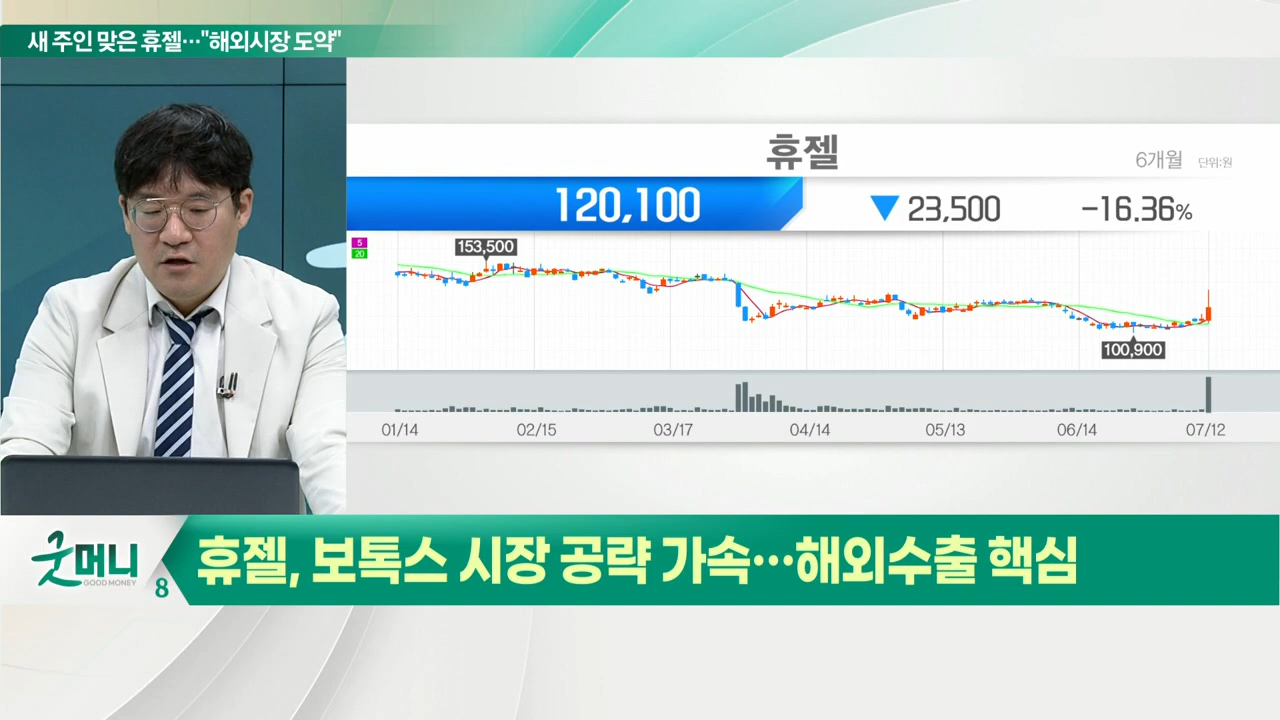 새 주인 맞은 휴젤…"해외시장 도약"
휴젤
6개월 단위:원
120,100 ▼ 23,500 -16.36%
5
20
153,500
100,900
01/14 02/15 03/17 04/14 05/13 06/14 07/12
굿머니
GOOD MONEY
8
휴젤, 보톡스 시장 공략 가속…해외수출 핵심